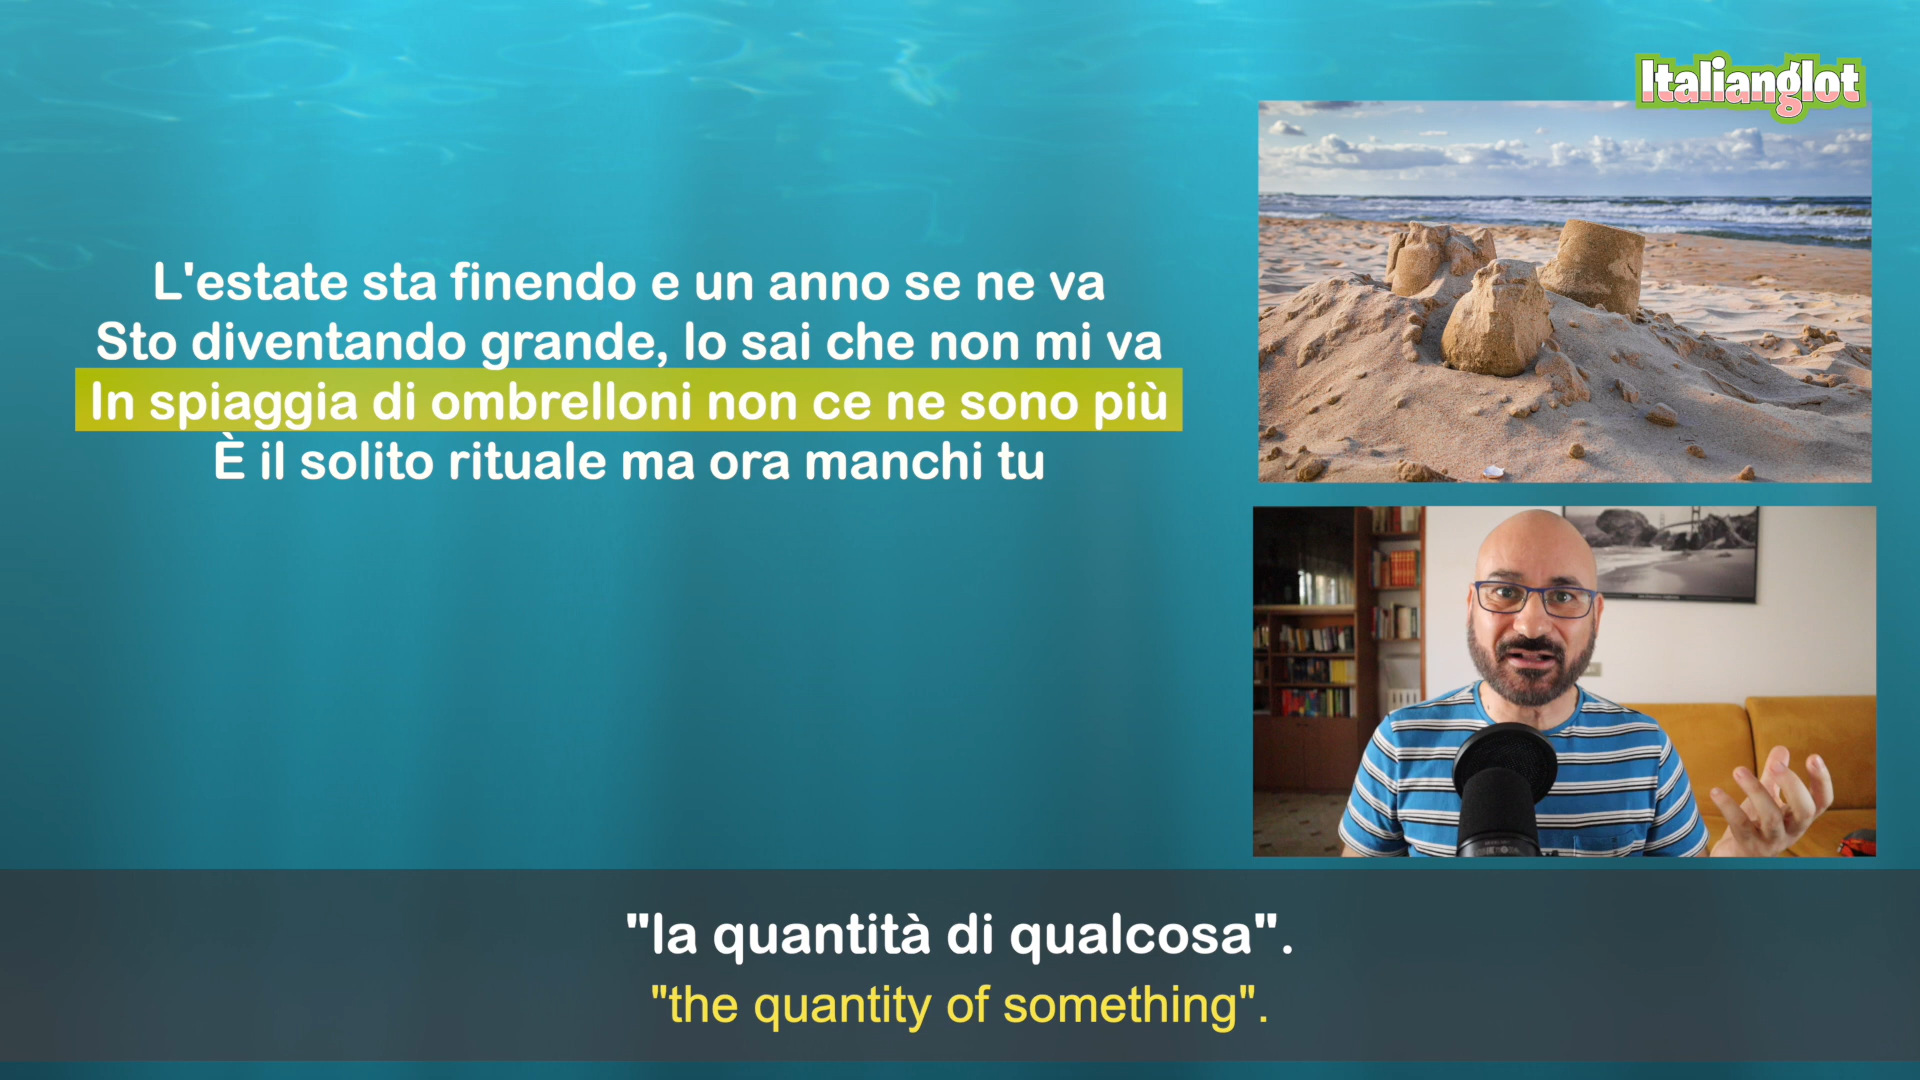 Italianglot
L'estate sta finendo e un anno se ne va
Sto diventando grande, lo sai che non mi va
In spiaggia di ombrelloni non ce ne sono più
È il solito rituale ma ora manchi tu
"la quantità di qualcosa".
"the quantity of something".